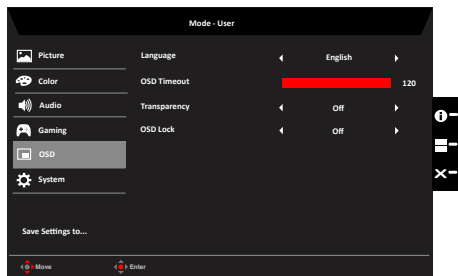 Mode - User
Picture
Language
English
Color
OSD Timeout
120
Audio
Transparency
Off
Gaming
OSD Lock
Off
OSD
System
Save Settings to...
Move
Enter